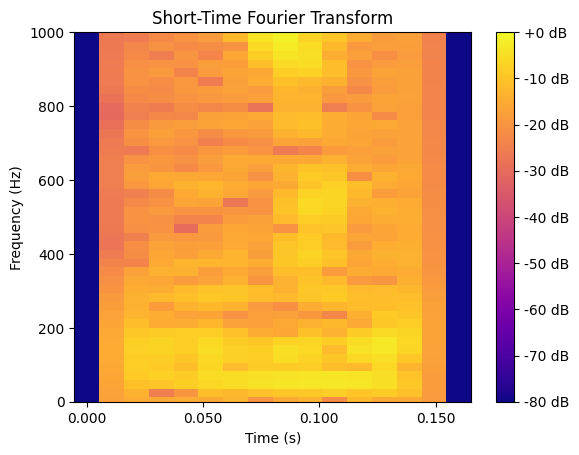 Short-Time Fourier Transform
Frequency (Hz)
1000
800
600
400
200
0
0.000 0.050 0.100 0.150
Time (s)
+0 dB
-10 dB
-20 dB
-30 dB
-40 dB
-50 dB
-60 dB
-70 dB
-80 dB